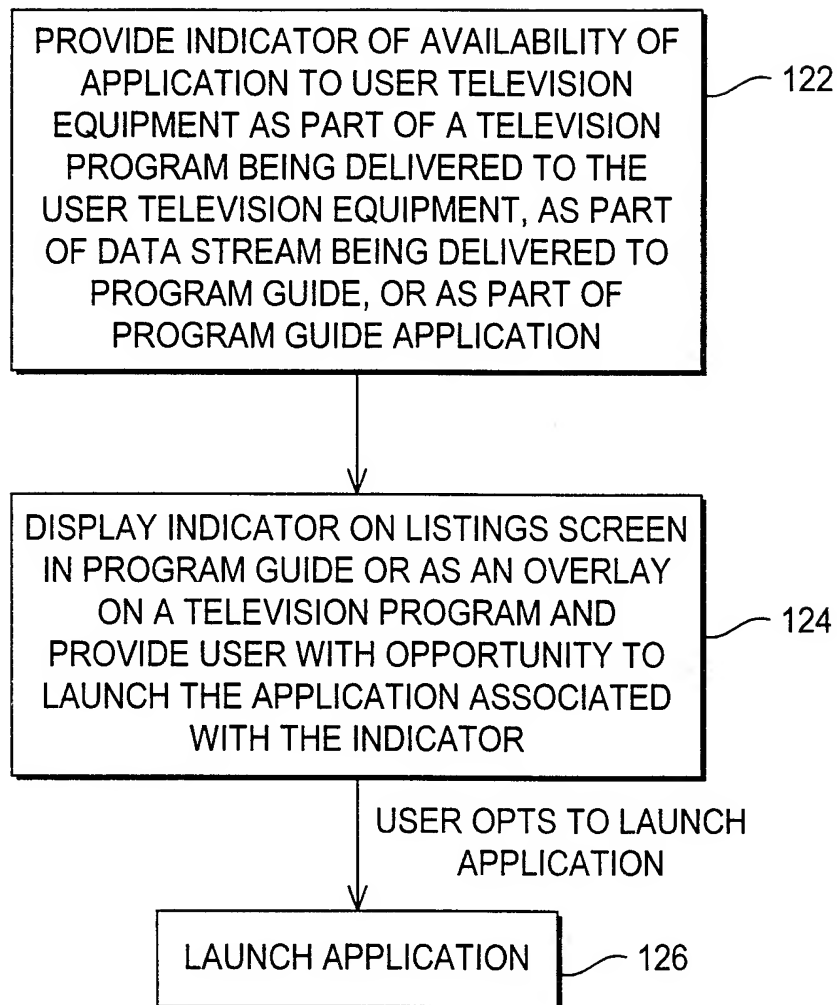 PROVIDE INDICATOR OF AVAILABILITY OF
APPLICATION TO USER TELEVISION
EQUIPMENT AS PART OF A TELEVISION
PROGRAM BEING DELIVERED TO THE
USER TELEVISION EQUIPMENT, AS PART
OF DATA STREAM BEING DELIVERED TO
PROGRAM GUIDE, OR AS PART OF
PROGRAM GUIDE APPLICATION
122
DISPLAY INDICATOR ON LISTINGS SCREEN
IN PROGRAM GUIDE OR AS AN OVERLAY
ON A TELEVISION PROGRAM AND
PROVIDE USER WITH OPPORTUNITY TO
LAUNCH THE APPLICATION ASSOCIATED
WITH THE INDICATOR
124
USER OPTS TO LAUNCH
APPLICATION
LAUNCH APPLICATION
126